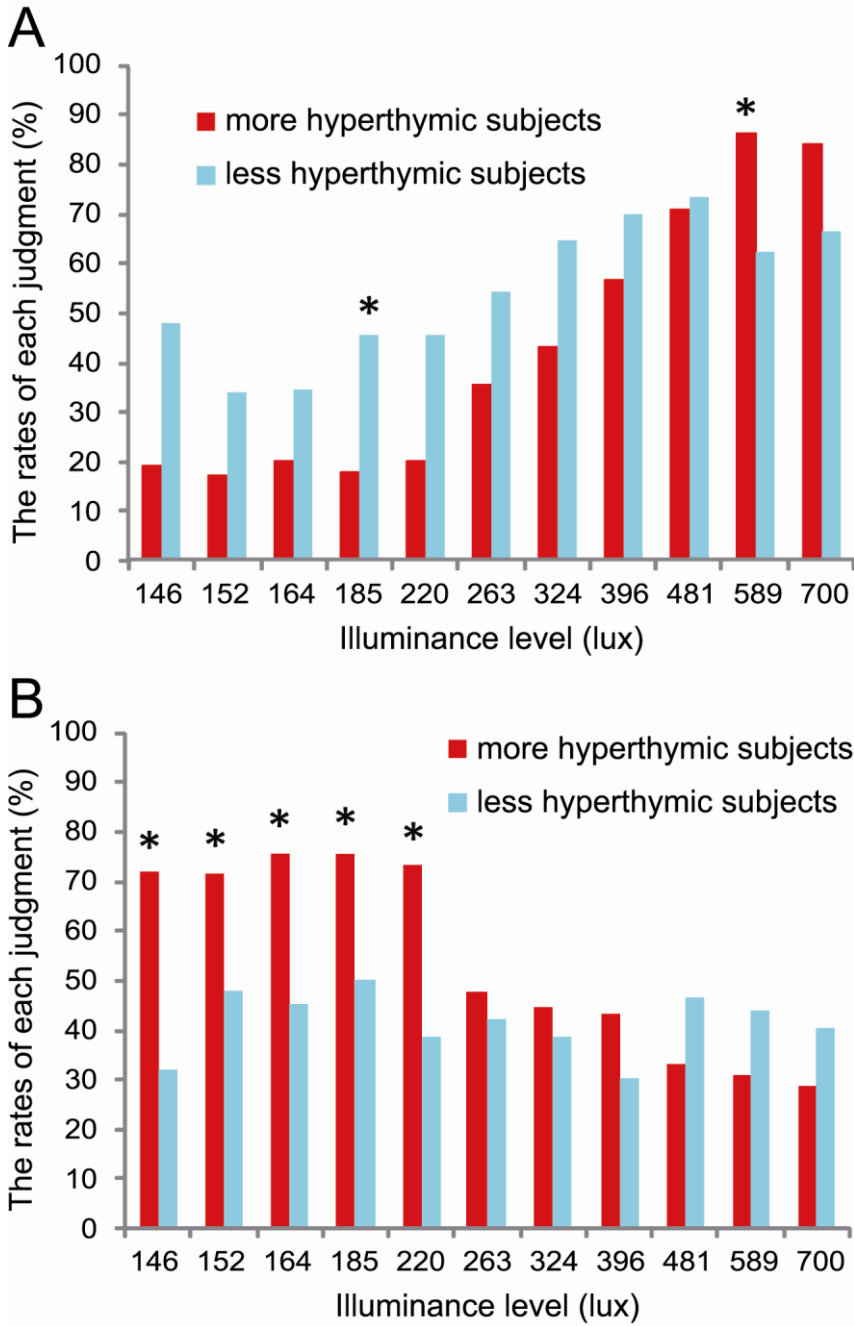 A
The rates of each judgment (%)
100
90
80
70
60
50
40
30
20
10
0
more hyperthymic subjects
less hyperthymic subjects
*
*
146 152 164 185 220 263 324 396 481 589 700
Illuminance level (lux)
B
The rates of each judgment (%)
100
90
80
70
60
50
40
30
20
10
0
more hyperthymic subjects
less hyperthymic subjects
* * * * *
146 152 164 185 220 263 324 396 481 589 700
Illuminance level (lux)